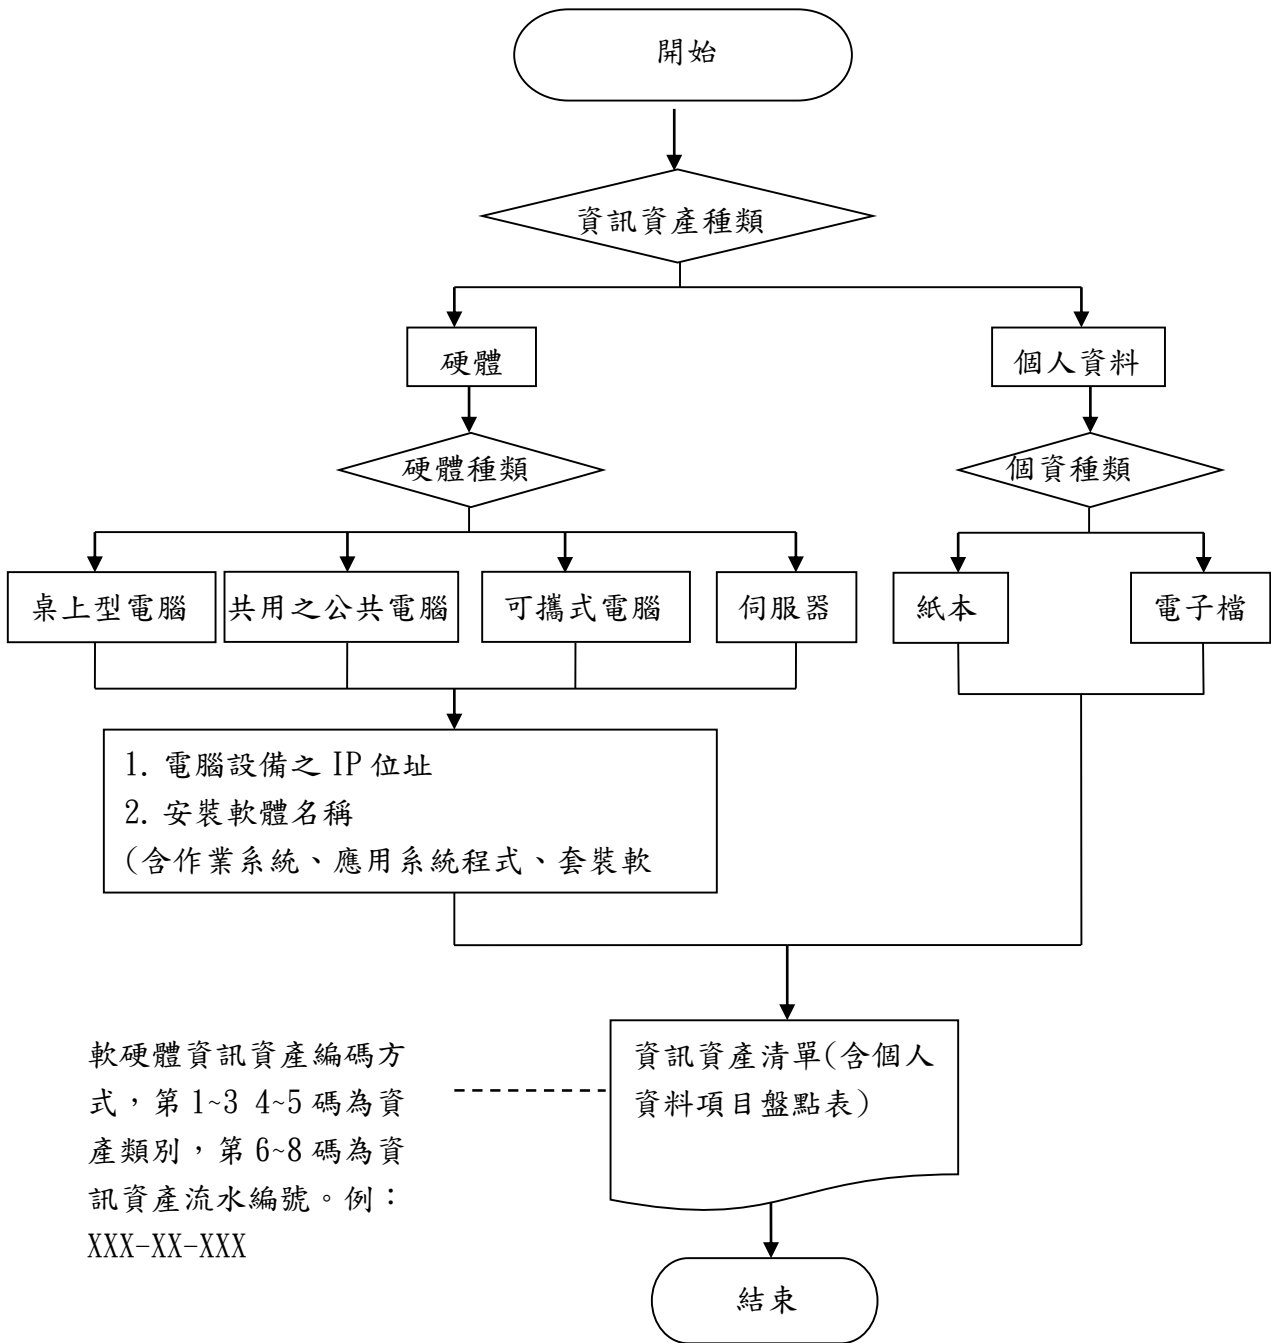 開始
資訊資產種類
硬體
個人資料
硬體種類
個資種類
桌上型電腦
共用之公共電腦
可攜式電腦
伺服器
紙本
電子檔
1. 電腦設備之 IP 位址
2. 安裝軟體名稱
(含作業系統、應用系統程式、套裝軟
軟硬體資訊資產編碼方
式，第 1~3 4~5 碼為資
產類別，第 6~8 碼為資
訊資產流水編號。例：
XXX-XX-XXX
資訊資產清單(含個人
資料項目盤點表)
結束